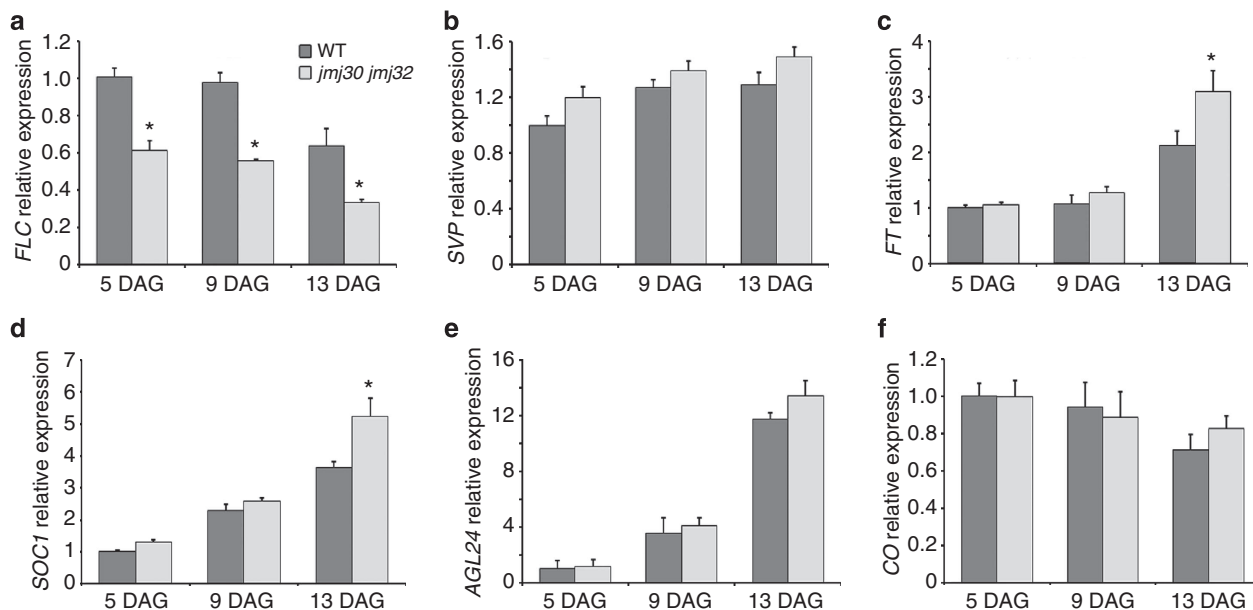 a
FLC relative expression
1.2
1.0
0.8
0.6
0.4
0.2
0
* * *
WT
jmj30 jmj32
5 DAG 9 DAG 13 DAG
b
SVP relative expression
1.6
1.2
0.8
0.4
0
5 DAG 9 DAG 13 DAG
c
FT relative expression
4
3
2
1
0
*
5 DAG 9 DAG 13 DAG
d
SOC1 relative expression
7
6
5
4
3
2
1
0
*
5 DAG 9 DAG 13 DAG
e
AGL24 relative expression
16
12
8
4
0
5 DAG 9 DAG 13 DAG
f
CO relative expression
1.2
1.0
0.8
0.6
0.4
0.2
0
5 DAG 9 DAG 13 DAG